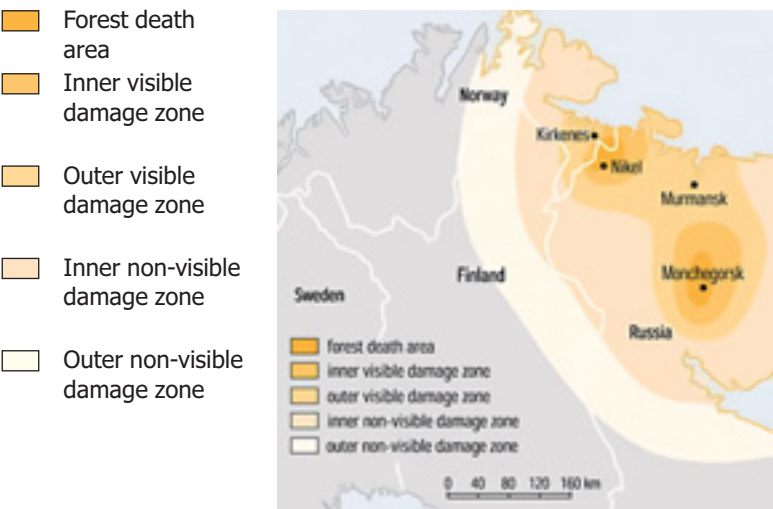 Forest death
area
Inner visible
damage zone
Outer visible
damage zone
Inner non-visible
damage zone
Outer non-visible
damage zone
Norway
Kirkenes
Nikel
Murmansk
Finland
Monchegorsk
Sweden
Russia
forest death area
inner visible damage zone
outer visible damage zone
inner non-visible damage zone
outer non-visible damage zone
0 40 80 120 160 km